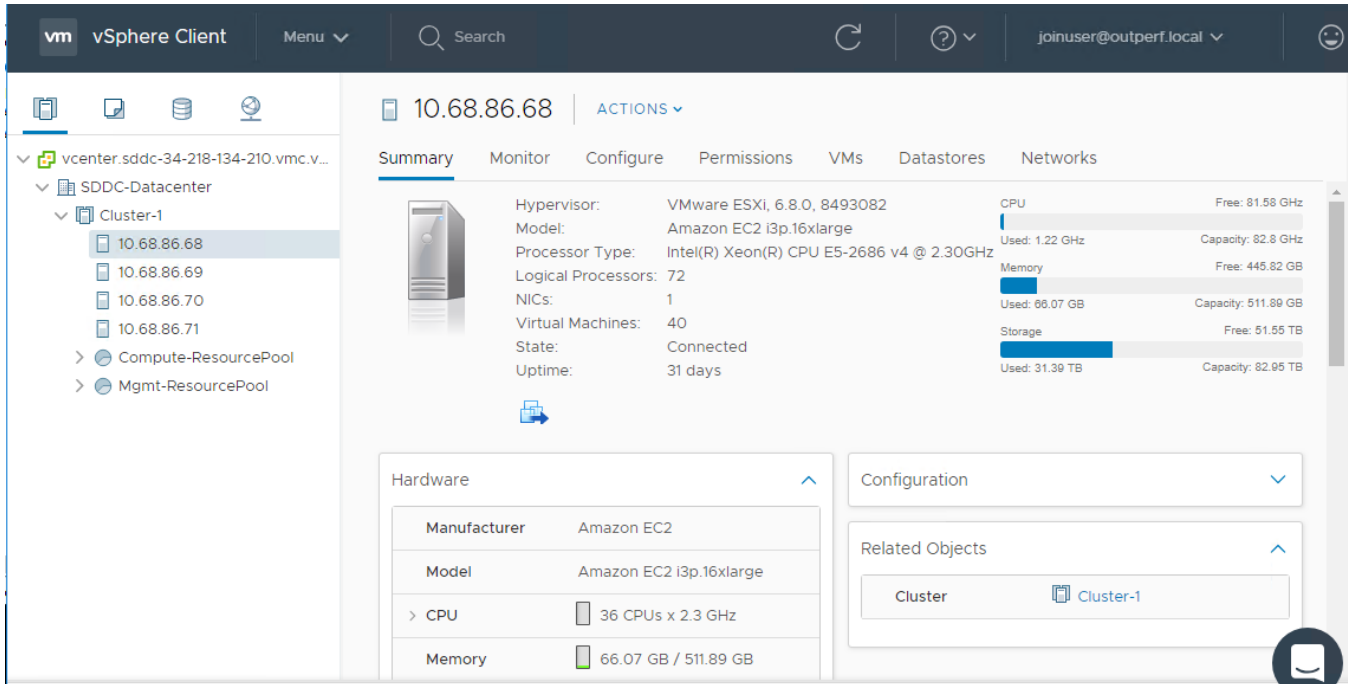 vm vSphere Client Menu Search joinuser@outperf.local
vcenter.sddc-34-218-134-210.vmc.v...
SDDC-Datacenter
Cluster-1
10.68.86.68
10.68.86.69
10.68.86.70
10.68.86.71
Compute-ResourcePool
Mgmt-ResourcePool
10.68.86.68 ACTIONS
Summary Monitor Configure Permissions VMs Datastores Networks
Hypervisor: VMware ESXi, 6.8.0, 8493082
Model: Amazon EC2 i3p.16xlarge
Processor Type: Intel(R) Xeon(R) CPU E5-2686 v4 @ 2.30GHz
Logical Processors: 72
NICs: 1
Virtual Machines: 40
State: Connected
Uptime: 31 days
CPU Free: 81.58 GHz
Used: 1.22 GHz Capacity: 82.8 GHz
Memory Free: 445.82 GB
Used: 66.07 GB Capacity: 511.89 GB
Storage Free: 51.55 TB
Used: 31.39 TB Capacity: 82.95 TB
Hardware
Manufacturer Amazon EC2
Model Amazon EC2 i3p.16xlarge
CPU 36 CPUs x 2.3 GHz
Memory 66.07 GB / 511.89 GB
Configuration
Related Objects
Cluster Cluster-1